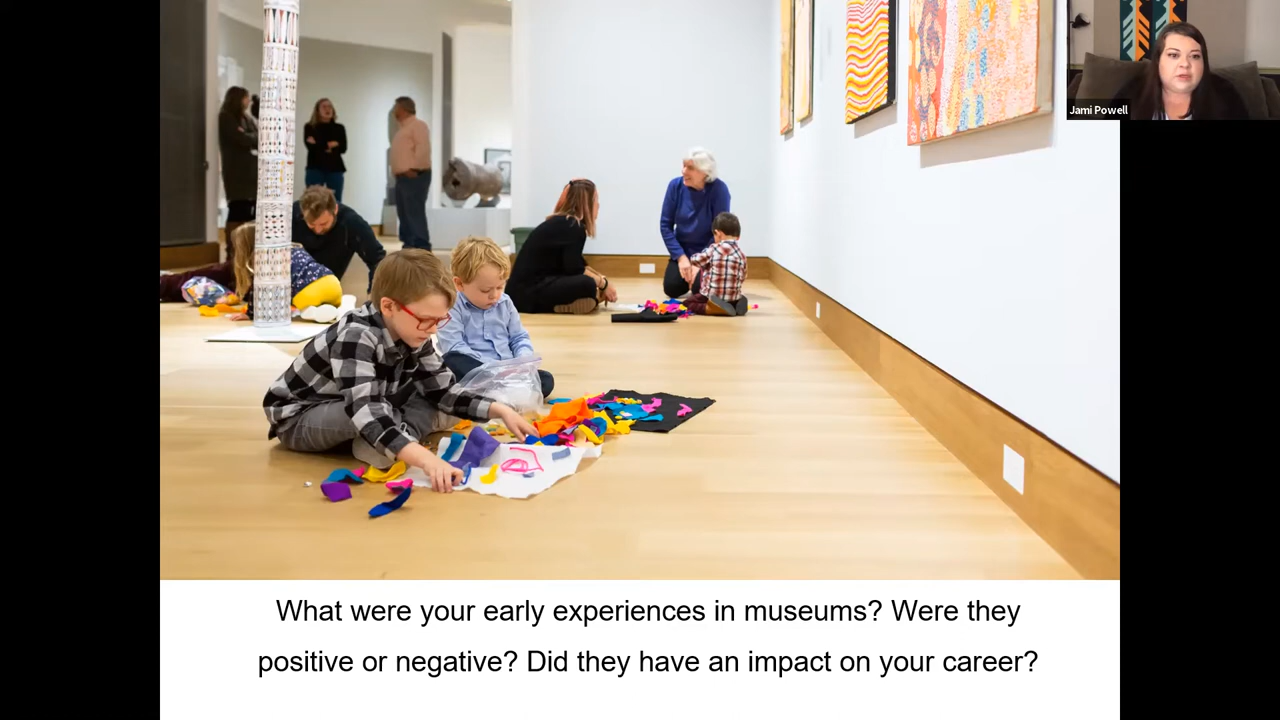 Jami Powell
What were your early experiences in museums? Were they
positive or negative? Did they have an impact on your career?